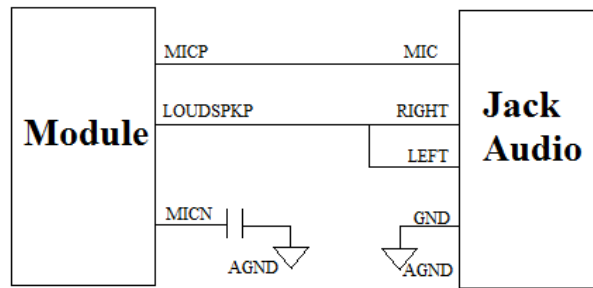 MICP
MIC
LOUDSPKP
RIGHT
Module
Jack
Audio
LEFT
MICN
GND
AGND
AGND